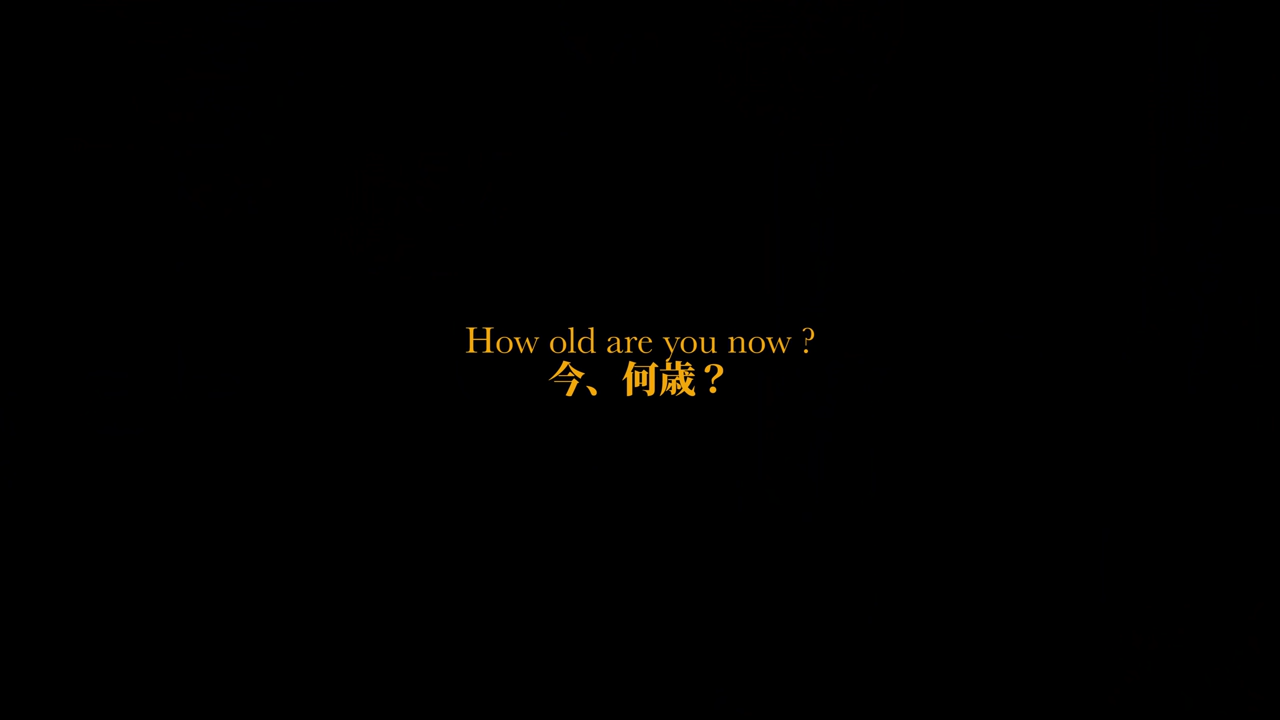 How old are you now ?
今、何歳？